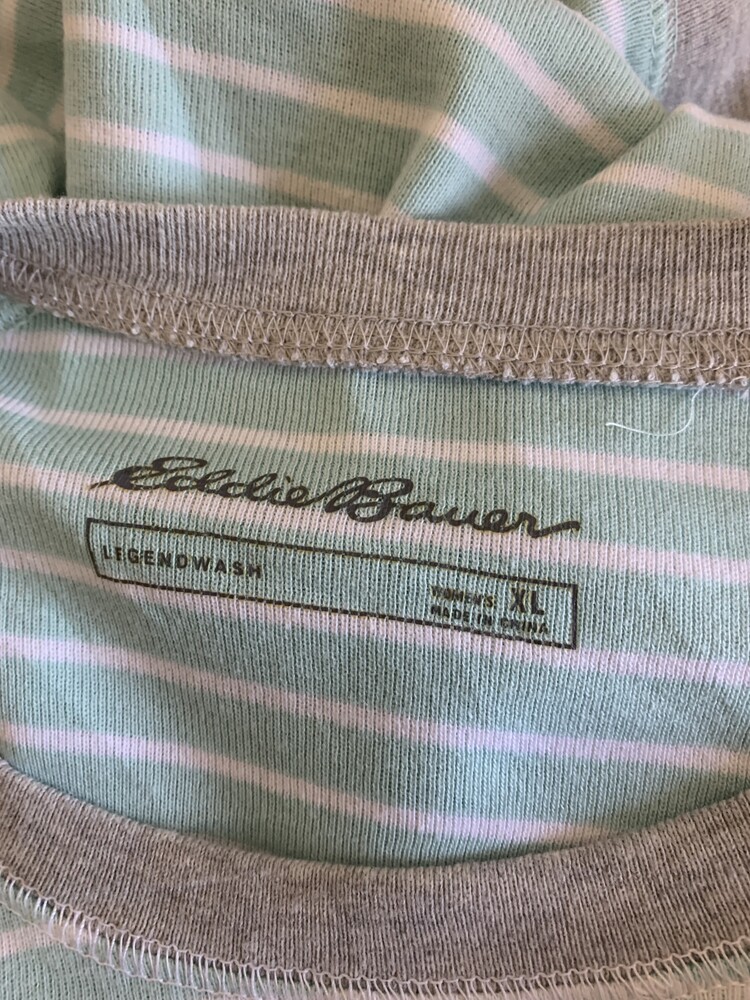 Eddie Bauer
LEGENDWASH
WOMEN'S XL
MADE IN CHINA